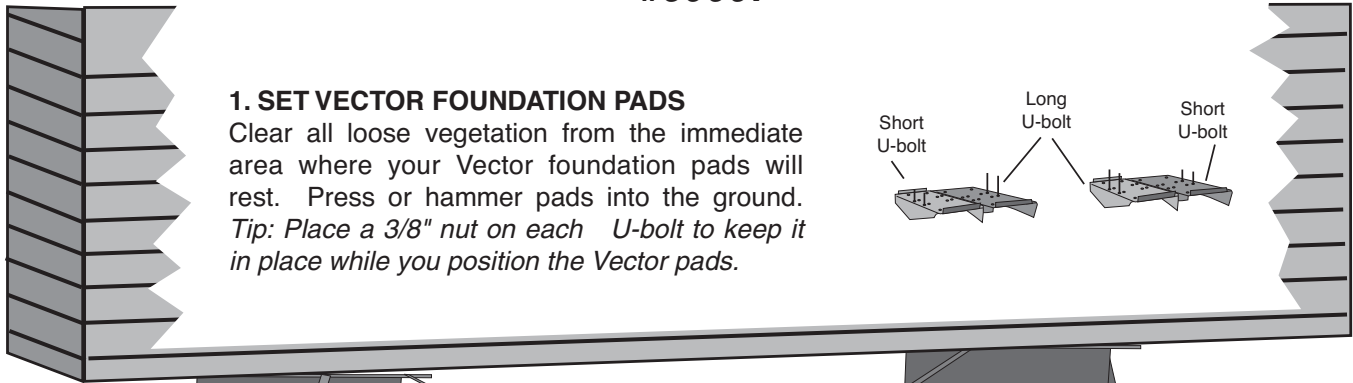 1. SET VECTOR FOUNDATION PADS
Clear all loose vegetation from the immediate
area where your Vector foundation pads will
rest. Press or hammer pads into the ground.
Tip: Place a 3/8" nut on each U-bolt to keep it
in place while you position the Vector pads.
Short
U-bolt
Long
U-bolt
Short
U-bolt